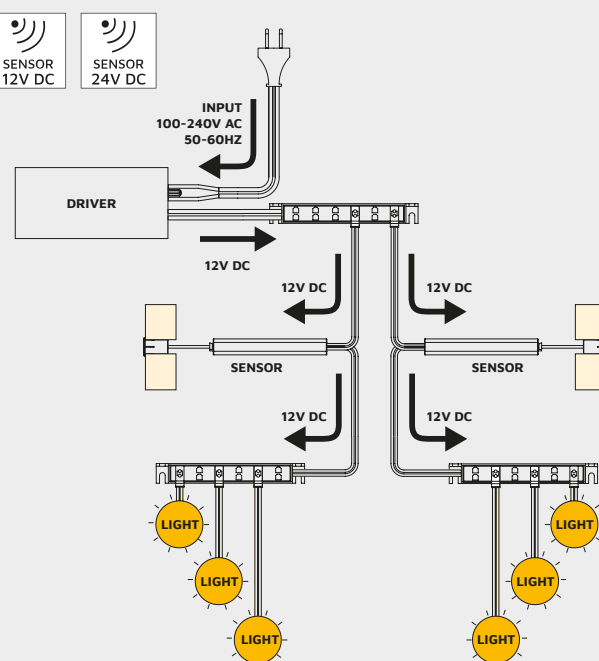 SENSOR
12V DC
SENSOR
24V DC
INPUT
100-240V AC
50-60HZ
DRIVER
12V DC
12V DC
12V DC
SENSOR
SENSOR
12V DC
12V DC
LIGHT
LIGHT
LIGHT
LIGHT
LIGHT
LIGHT